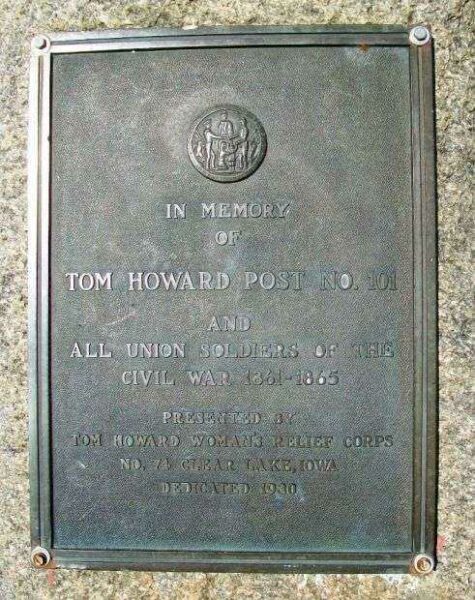 IN MEMORY
OF
TOM HOWARD POST NO. 101
AND
ALL UNION SOLDIERS OF THE
CIVIL WAR 1861-1865
PRESENTED BY
TOM HOWARD WOMAN'S RELIEF CORPS
NO. 74 CLEAR LAKE, IOWA
DEDICATED 1930